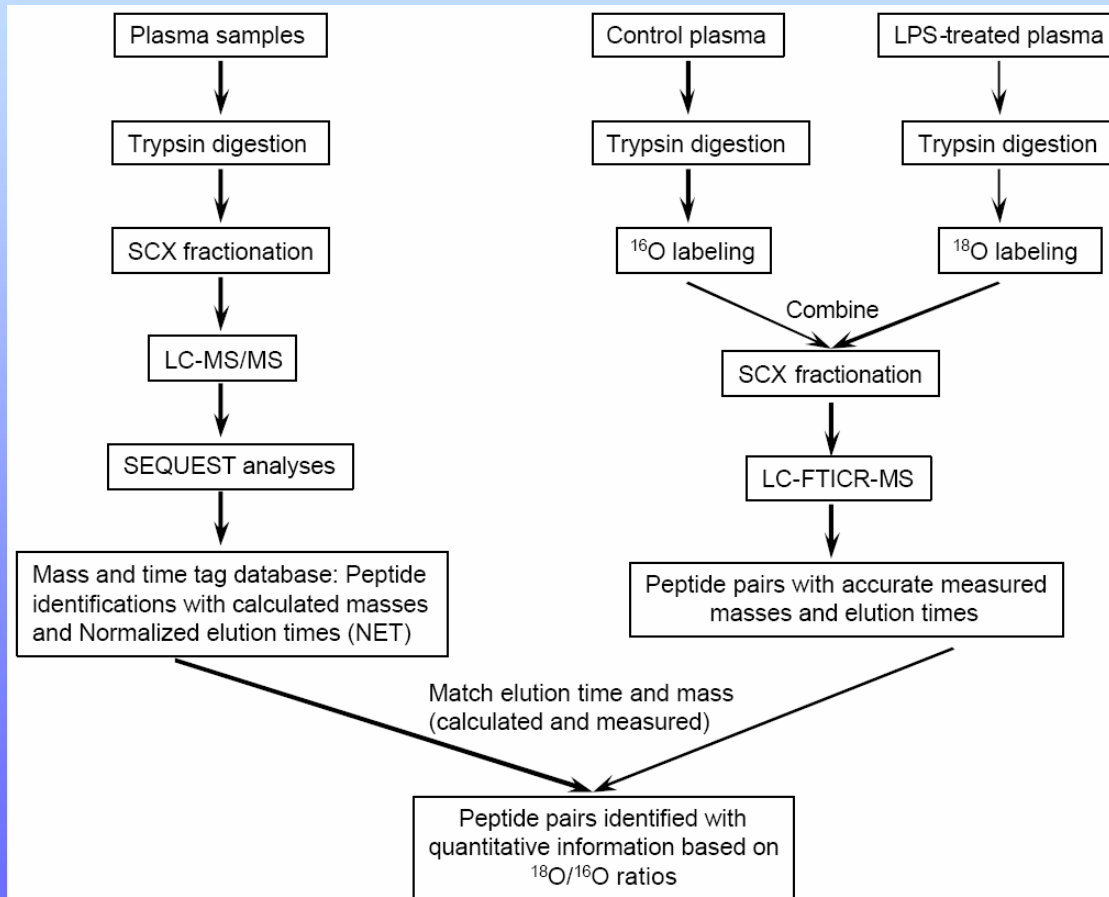 Plasma samples
Trypsin digestion
SCX fractionation
LC-MS/MS
SEQUEST analyses
Mass and time tag database: Peptide
identifications with calculated masses
and Normalized elution times (NET)
Control plasma
LPS-treated plasma
Trypsin digestion
Trypsin digestion
¹⁶O labeling
¹⁸O labeling
Combine
SCX fractionation
LC-FTICR-MS
Peptide pairs with accurate measured
masses and elution times
Match elution time and mass
(calculated and measured)
Peptide pairs identified with
quantitative information based on
¹⁸O/¹⁶O ratios